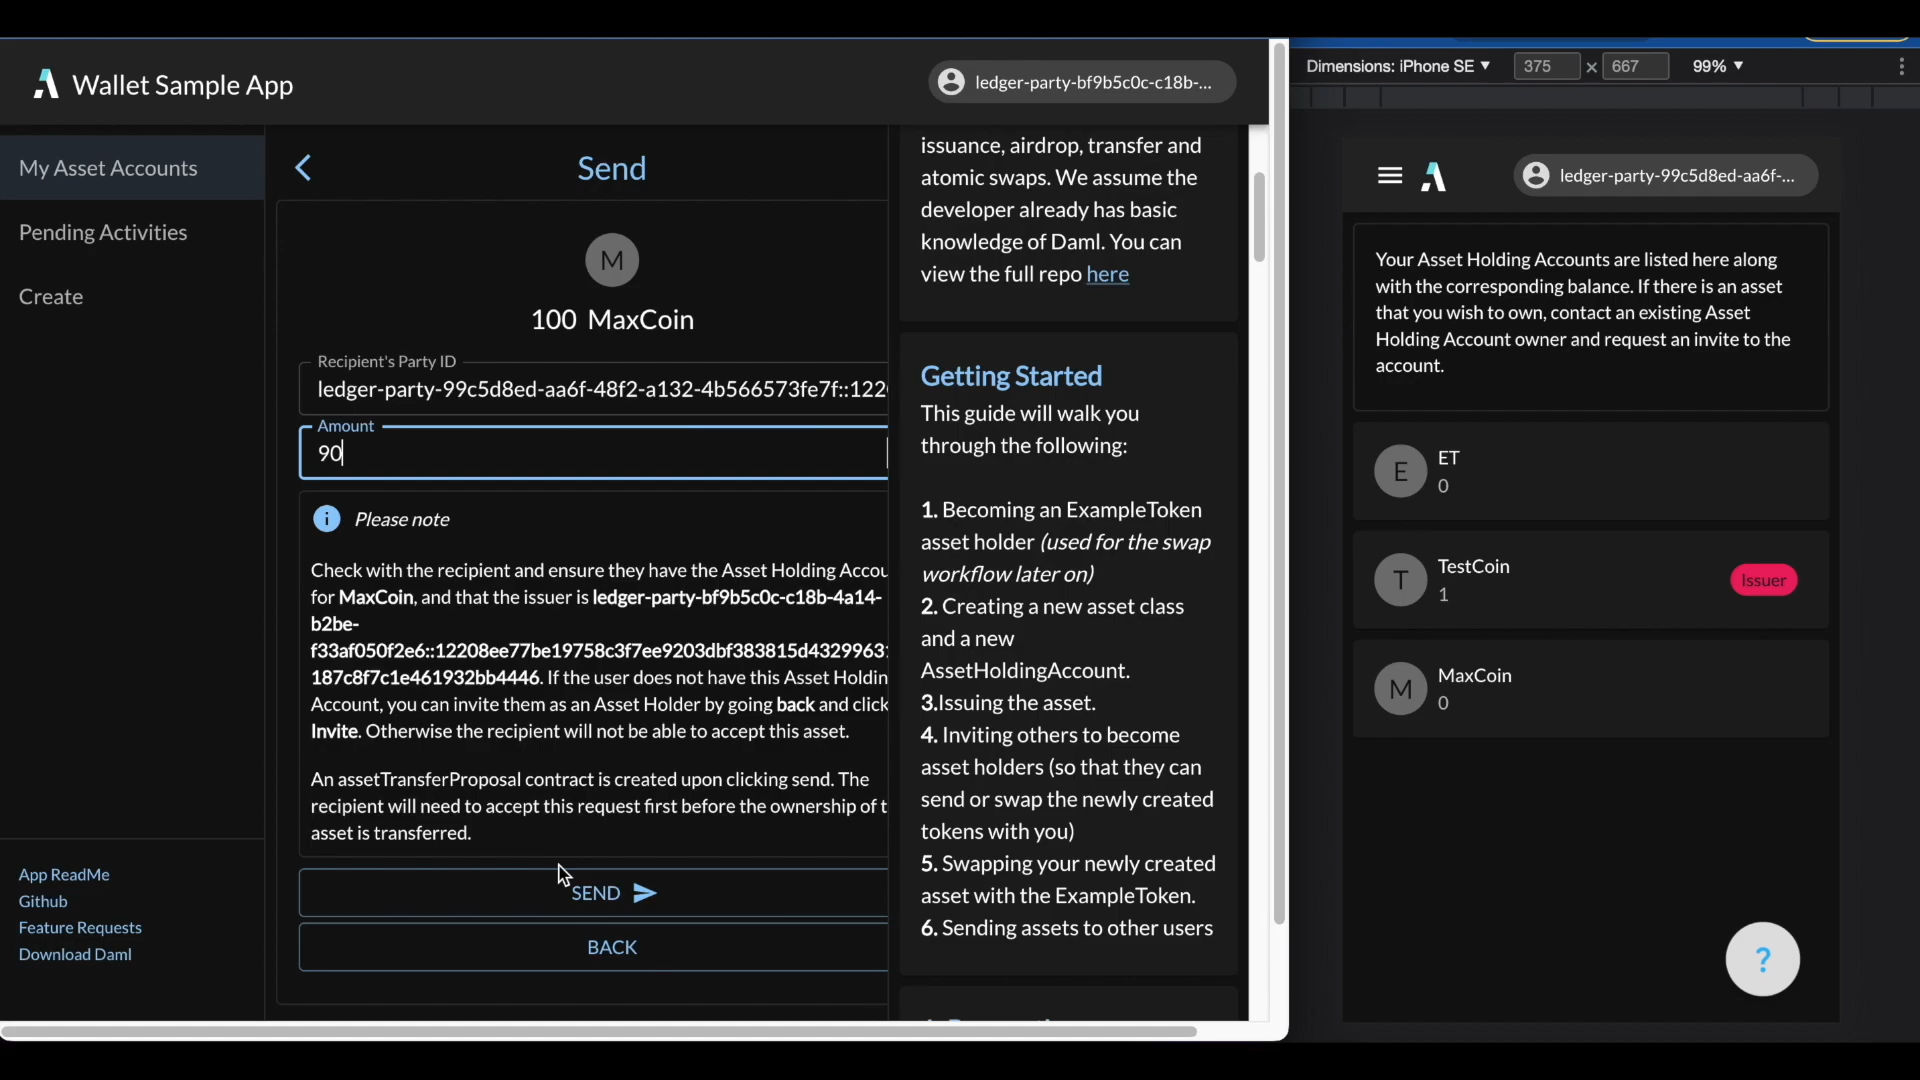 Wallet Sample App
ledger-party-bf9b5c0c-c18b-...
My Asset Accounts
Pending Activities
Create
App ReadMe
Github
Feature Requests
Download Daml
Send
M
100 MaxCoin
Recipient's Party ID
ledger-party-99c5d8ed-aa6f-48f2-a132-4b566573fe7f::122
Amount
90
i
Please note
Check with the recipient and ensure they have the Asset Holding Accou
for MaxCoin, and that the issuer is ledger-party-bf9b5c0c-c18b-4a14-
b2be-
f33af050f2e6::12208ee77be19758c3f7ee9203dbf383815d4329963
187c8f7c1e461932bb4446. If the user does not have this Asset Holdin
Account, you can invite them as an Asset Holder by going back and click
Invite. Otherwise the recipient will not be able to accept this asset.
An assetTransferProposal contract is created upon clicking send. The
recipient will need to accept this request first before the ownership of t
asset is transferred.
SEND
BACK
issuance, airdrop, transfer and
atomic swaps. We assume the
developer already has basic
knowledge of Daml. You can
view the full repo here
Getting Started
This guide will walk you
through the following:
1. Becoming an ExampleToken
asset holder (used for the swap
workflow later on)
2. Creating a new asset class
and a new
AssetHoldingAccount.
3.Issuing the asset.
4. Inviting others to become
asset holders (so that they can
send or swap the newly created
tokens with you)
5. Swapping your newly created
asset with the ExampleToken.
6. Sending assets to other users
Dimensions: iPhone SE ▼ 375 × 667 99% ▼
ledger-party-99c5d8ed-aa6f-...
Your Asset Holding Accounts are listed here along
with the corresponding balance. If there is an asset
that you wish to own, contact an existing Asset
Holding Account owner and request an invite to the
account.
E
ET
0
T
TestCoin
1
Issuer
M
MaxCoin
0
?